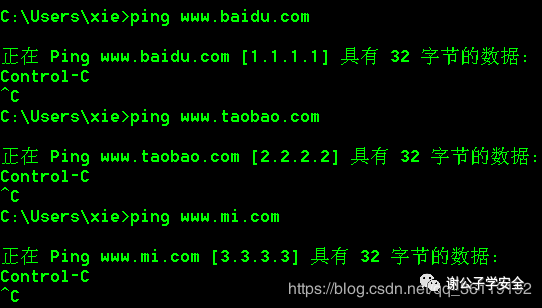 C:\Users\xie>ping www.baidu.com
正在 Ping www.baidu.com [1.1.1.1] 具有 32 字节的数据:
Control-C
^C
C:\Users\xie>ping www.taobao.com
正在 Ping www.taobao.com [2.2.2.2] 具有 32 字节的数据:
Control-C
^C
C:\Users\xie>ping www.mi.com
正在 Ping www.mi.com [3.3.3.3] 具有 32 字节的数据:
Control-C
^C
谢公子学安全
https://blog.csdn.net/